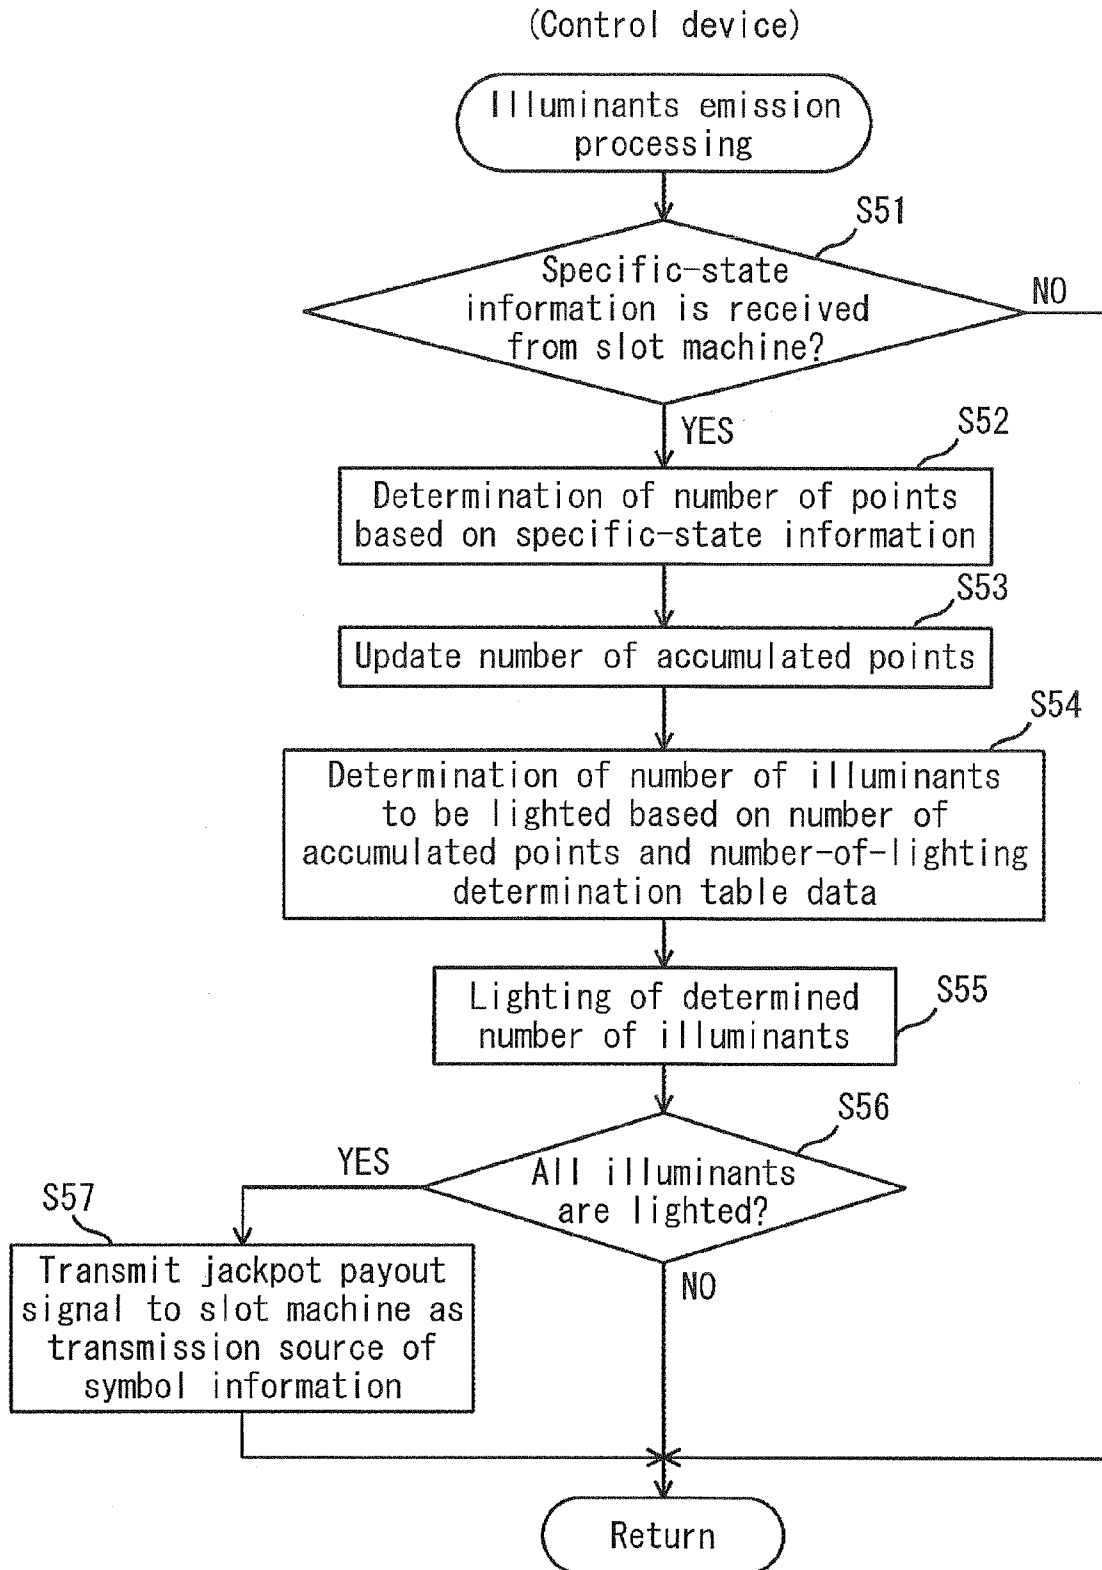 (Control device)
Illuminants emission
processing
S51
Specific-state
information is received
from slot machine?
NO
YES
S52
Determination of number of points
based on specific-state information
S53
Update number of accumulated points
S54
Determination of number of illuminants
to be lighted based on number of
accumulated points and number-of-lighting
determination table data
S55
Lighting of determined
number of illuminants
S56
All illuminants
are lighted?
YES
S57
Transmit jackpot payout
signal to slot machine as
transmission source of
symbol information
NO
Return